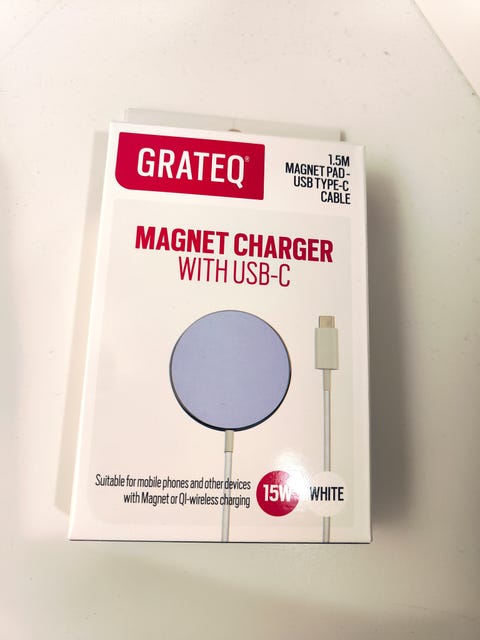 GRATEQ®
1.5M
MAGNET PAD-
USB TYPE-C
CABLE
MAGNET CHARGER
WITH USB-C
Suitable for mobile phones and other devices
with Magnet or QI-wireless charging
15W
WHITE